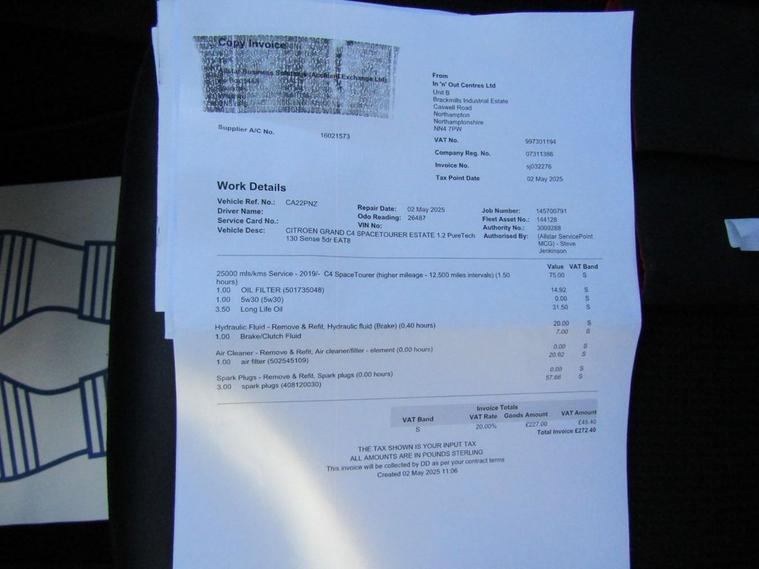 Copy Invoice
Allstar Business Solutions (Accident Exchange Ltd)
Supplier A/C No. 16021573
From
In 'n' Out Centres Ltd
Unit B
Brackmills Industrial Estate
Caswell Road
Northampton
Northamptonshire
NN4 7PW
VAT No. 997301194
Company Reg. No. 07311386
Invoice No. sj032276
Tax Point Date 02 May 2025
Work Details
Vehicle Ref. No.: CA22PNZ Repair Date: 02 May 2025 Job Number: 145700791
Driver Name: Odo Reading: 26487 Fleet Asset No.: 144128
Service Card No.: VIN No: Authority No.: 3009288
Vehicle Desc: CITROEN GRAND C4 SPACETOURER ESTATE 1.2 PureTech Authorised By: (Allstar ServicePoint
130 Sense 5dr EAT8 MCG) - Steve
Jenkinson
Value VAT Band
25000 mls/kms Service - 2019/- C4 SpaceTourer (higher mileage - 12,500 miles intervals) (1.50 75.00 S
hours)
1.00 OIL FILTER (501735048) 14.92 S
1.00 5w30 (5w30) 0.00 S
3.50 Long Life Oil 31.50 S
Hydraulic Fluid - Remove & Refit, Hydraulic fluid (Brake) (0.40 hours) 20.00 S
1.00 Brake/Clutch Fluid 7.00 S
Air Cleaner - Remove & Refit, Air cleaner/filter - element (0.00 hours) 0.00 S
1.00 air filter (502545109) 20.92 S
Spark Plugs - Remove & Refit, Spark plugs (0.00 hours) 0.00 S
3.00 spark plugs (408120030) 57.66 S
Invoice Totals
VAT Band VAT Rate Goods Amount VAT Amount
S 20.00% £227.00 £45.40
Total Invoice £272.40
THE TAX SHOWN IS YOUR INPUT TAX
ALL AMOUNTS ARE IN POUNDS STERLING
This invoice will be collected by DD as per your contract terms
Created 02 May 2025 11:06